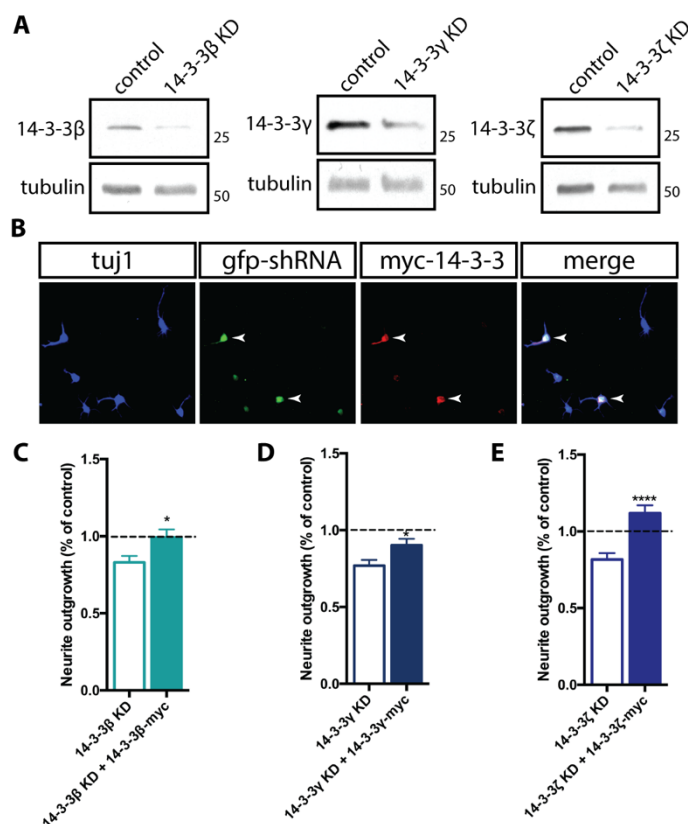 A
control 14-3-3β KD
14-3-3β 25
tubulin 50
control 14-3-3γ KD
14-3-3γ 25
tubulin 50
control 14-3-3ζ KD
14-3-3ζ 25
tubulin 50
B
tuj1 gfp-shRNA myc-14-3-3 merge
C
Neurite outgrowth (% of control)
1.5
1.0
0.5
0.0
*
14-3-3β KD
14-3-3β KD + 14-3-3β-myc
D
Neurite outgrowth (% of control)
1.5
1.0
0.5
0.0
*
14-3-3γ KD
14-3-3γ KD + 14-3-3γ-myc
E
Neurite outgrowth (% of control)
1.5
1.0
0.5
0.0
****
14-3-3ζ KD
14-3-3ζ KD + 14-3-3ζ-myc